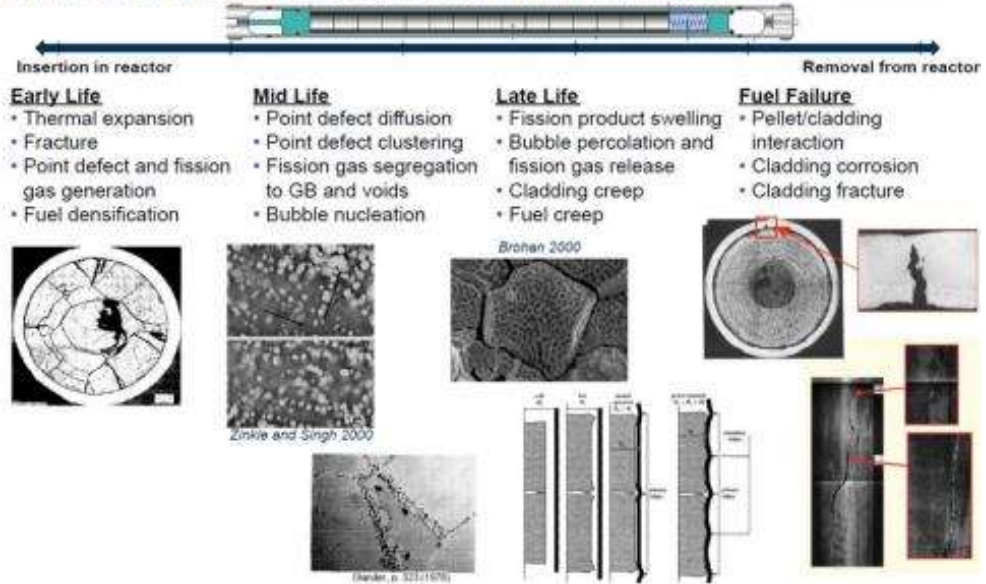 Insertion in reactor
Removal from reactor
Early Life
• Thermal expansion
• Fracture
• Point defect and fission
gas generation
• Fuel densification
Mid Life
• Point defect diffusion
• Point defect clustering
• Fission gas segregation
to GB and voids
• Bubble nucleation
Late Life
• Fission product swelling
• Bubble percolation and
fission gas release
• Cladding creep
• Fuel creep
Fuel Failure
• Pellet/cladding
interaction
• Cladding corrosion
• Cladding fracture
Brohan 2000
Zinkle and Singh 2000
p. 323 (1976)